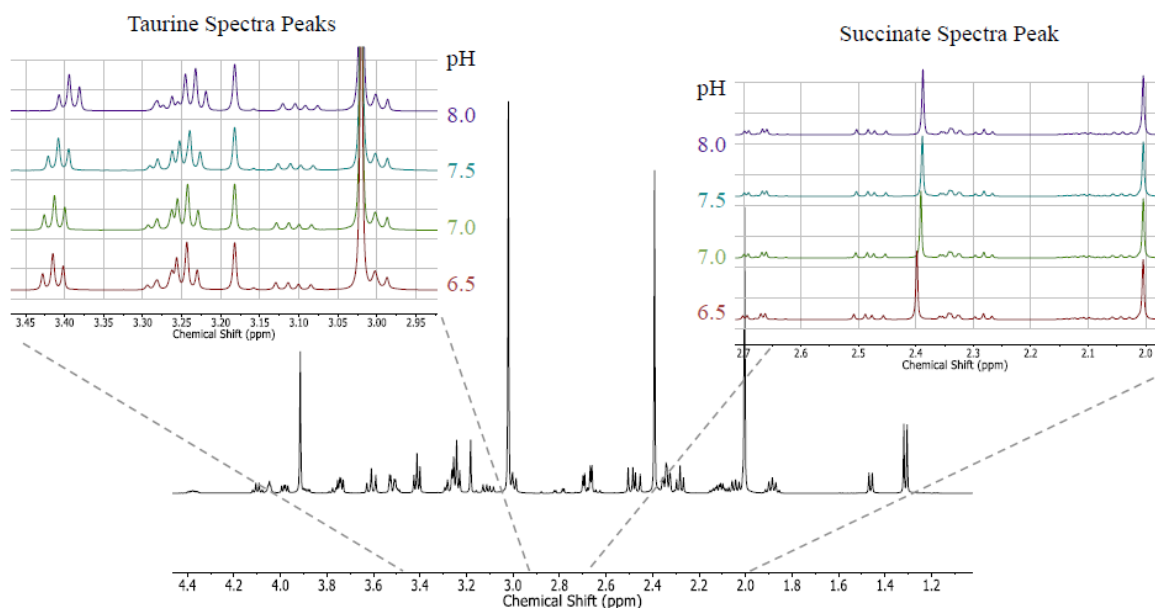 Taurine Spectra Peaks
Succinate Spectra Peak
pH
8.0
7.5
7.0
6.5
3.45 3.40 3.35 3.30 3.25 3.20 3.15 3.10 3.05 3.00 2.95
Chemical Shift (ppm)
pH
8.0
7.5
7.0
6.5
2.7 2.6 2.5 2.4 2.3 2.2 2.1 2.0
Chemical Shift (ppm)
4.4 4.2 4.0 3.8 3.6 3.4 3.2 3.0 2.8 2.6 2.4 2.2 2.0 1.8 1.6 1.4 1.2
Chemical Shift (ppm)